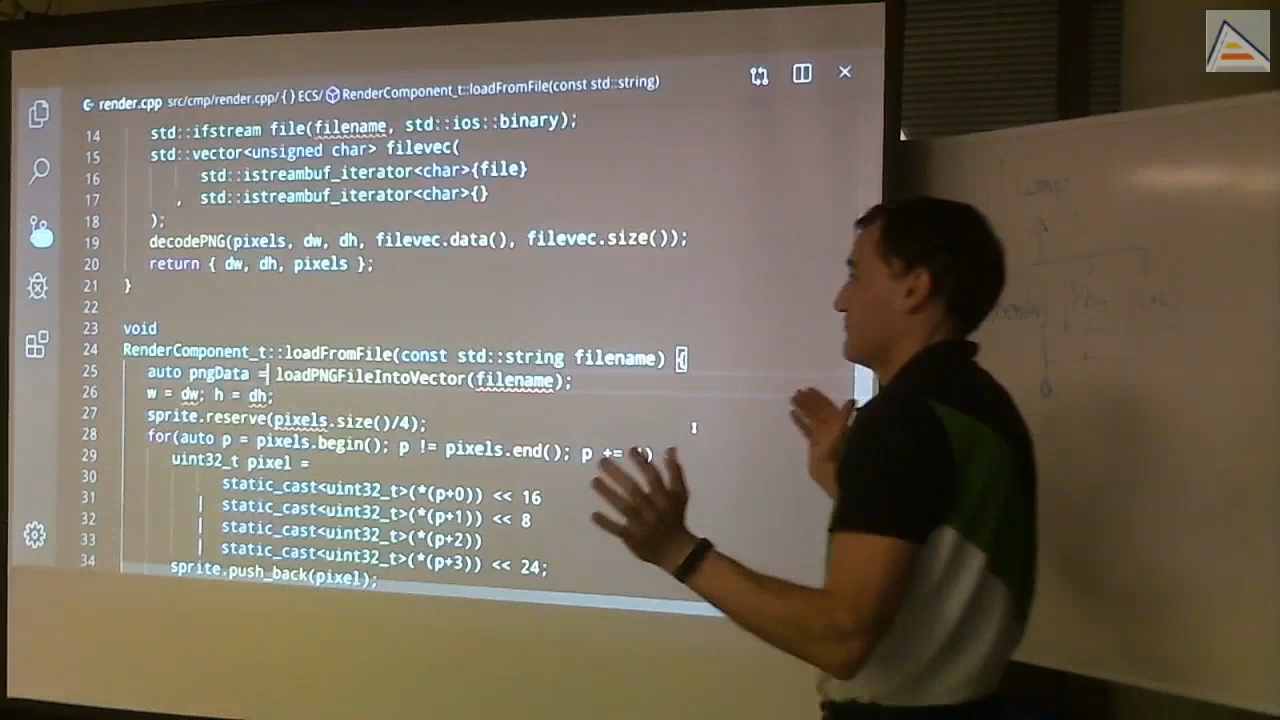 render.cpp src/cmp/render.cpp/{ } ECS/ RenderComponent_t::loadFromFile(const std::string)
14 std::ifstream file(filename, std::ios::binary);
15 std::vector<unsigned char> filevec(
16 std::istreambuf_iterator<char>{file}
17 , std::istreambuf_iterator<char>{}
18 );
19 decodePNG(pixels, dw, dh, filevec.data(), filevec.size());
20 return { dw, dh, pixels };
21 }
22
23 void
24 RenderComponent_t::loadFromFile(const std::string filename) {
25 auto pngData = loadPNGFileIntoVector(filename);
26 w = dw; h = dh;
27 sprite.reserve(pixels.size()/4);
28 for(auto p = pixels.begin(); p != pixels.end(); p += )
29 uint32_t pixel =
30 static_cast<uint32_t>(*(p+0)) << 16
31 | static_cast<uint32_t>(*(p+1)) << 8
32 | static_cast<uint32_t>(*(p+2))
33 | static_cast<uint32_t>(*(p+3)) << 24;
34 sprite.push_back(pixel);